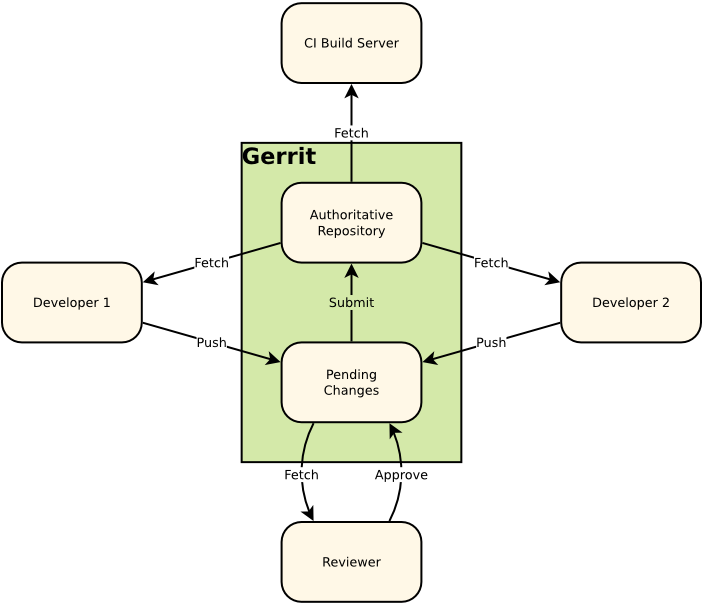 CI Build Server
Fetch
Gerrit
Authoritative
Repository
Fetch
Fetch
Developer 1
Submit
Developer 2
Push
Push
Pending
Changes
Fetch
Approve
Reviewer